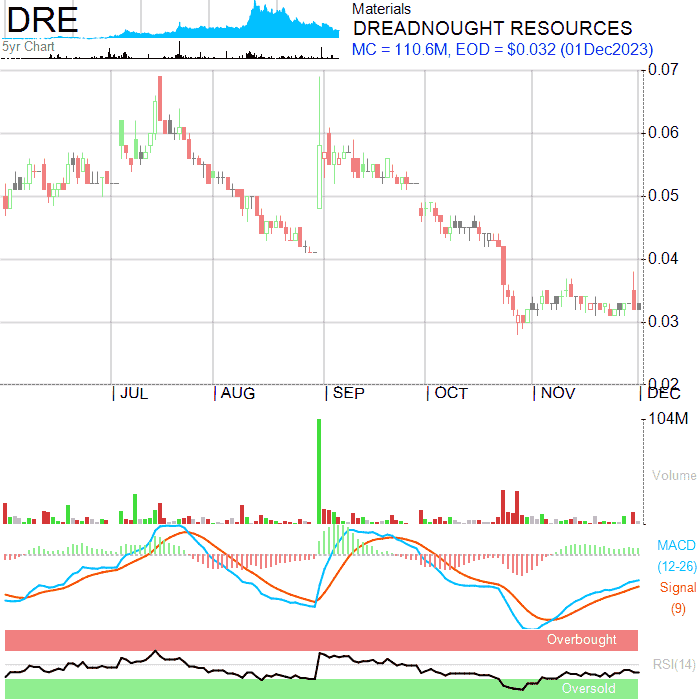 DRE
5yr Chart
Materials
DREADNOUGHT RESOURCES
MC = 110.6M, EOD = $0.032 (01Dec2023)
0.07
0.06
0.05
0.04
0.03
0.02
JUL AUG SEP OCT NOV DEC
104M
Volume
MACD
(12-26)
Signal
(9)
Overbought
RSI(14)
Oversold